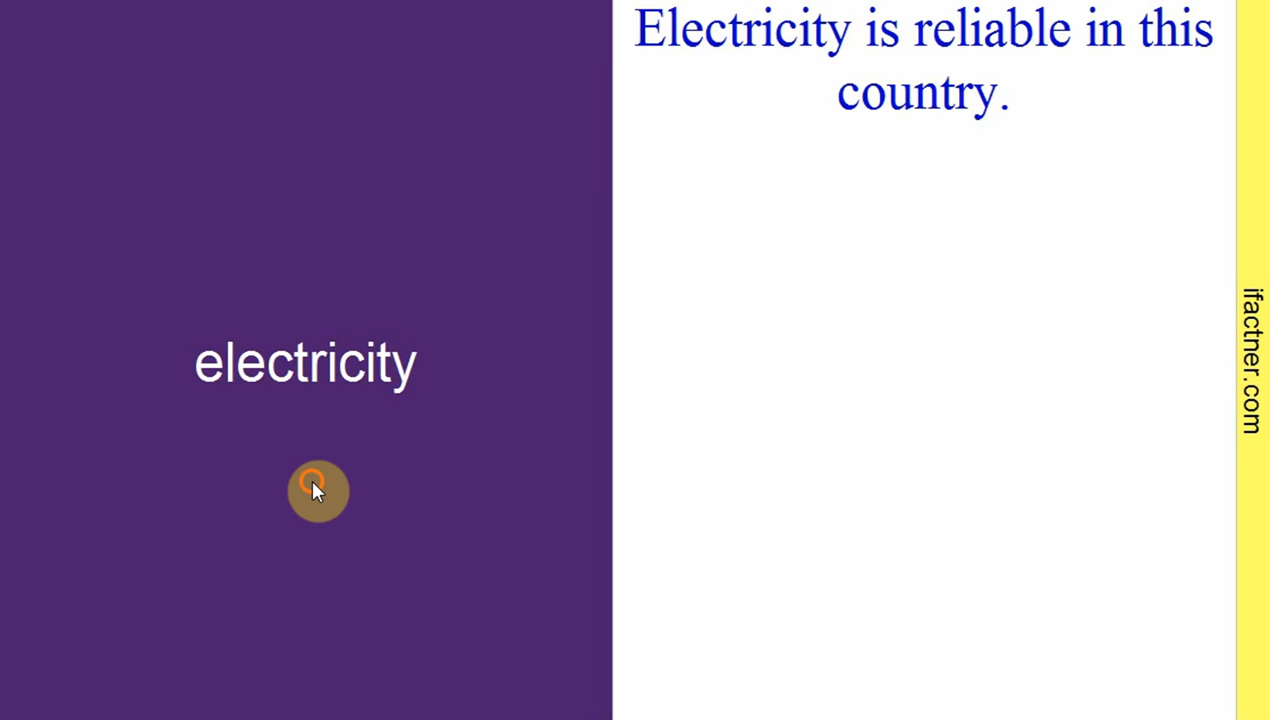 electricity
Electricity is reliable in this
country.
ifactner.com